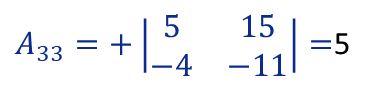 A₃₃ = + |5 15|
|−4 −11| =5